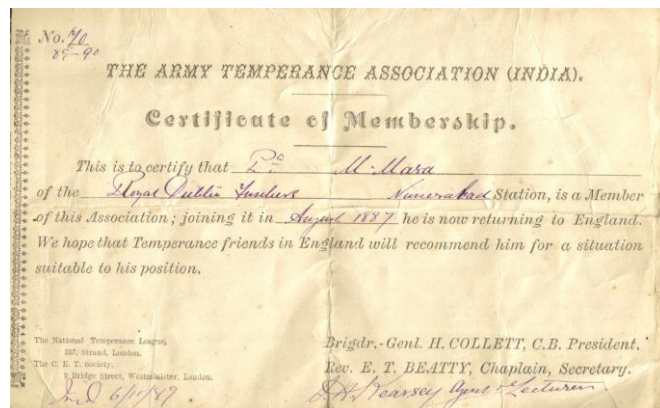 No. 70
THE ARMY TEMPERANCE ASSOCIATION (INDIA).
Certificate of Membership.
This is to certify that Pte M. Mara
of the Royal Dublin Fusiliers Station, is a Member
of this Association; joining it in August 1887 he is now returning to England.
We hope that Temperance friends in England will recommend him for a situation
suitable to his position.
The National Temperance League,
337, Strand, London.
The C. E. T. Society,
9 Bridge Street, Westminster, London.
Brigdr.-Genl. H. COLLETT, C.B. President.
Rev. E. T. BEATTY, Chaplain, Secretary.
Agent & Lecturer